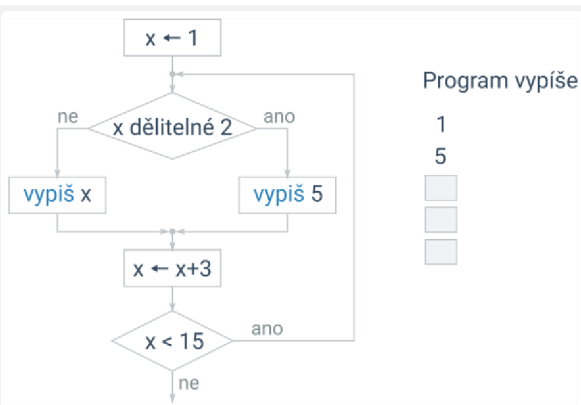 x ← 1
Program vypíše
ne
ano
x dělitelné 2
1
5
vypiš x
vypiš 5
x ← x+3
x < 15
ano
ne